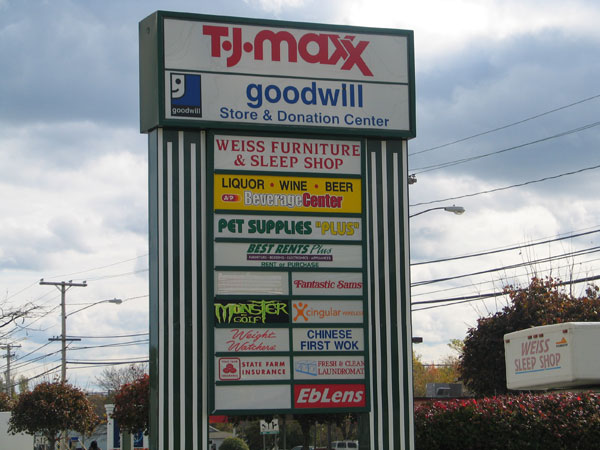 T·J·maxx
goodwill
goodwill
Store & Donation Center
WEISS FURNITURE
& SLEEP SHOP
LIQUOR • WINE • BEER
A&P BeverageCenter
PET SUPPLIES "PLUS"
BEST RENTS Plus
RENT or PURCHASE
Fantastic Sams
MONSTER
GOLF
cingular WIRELESS
Weight
Watchers
CHINESE
FIRST WOK
STATE FARM
INSURANCE
FRESH & CLEAN
LAUNDROMAT
EbLens
WEISS
SLEEP SHOP